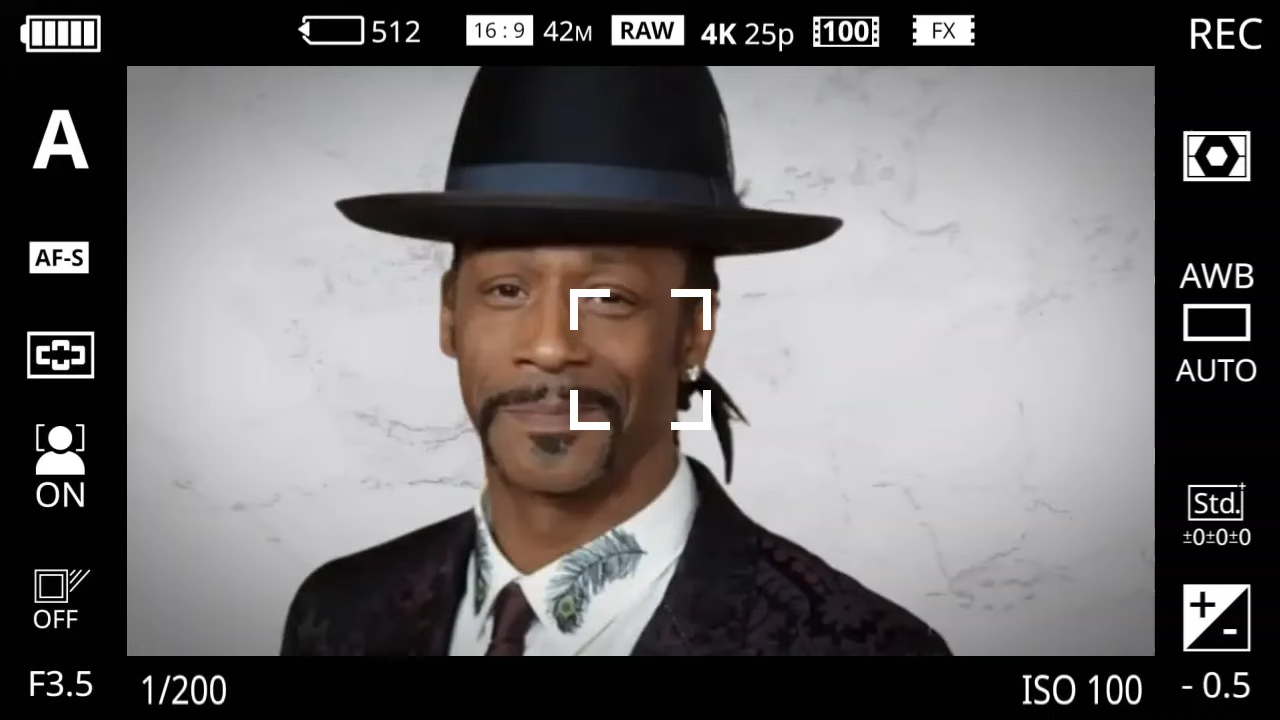 512 16:9 42M RAW 4K 25p 100 FX REC
A
AF-S
AWB
AUTO
ON
Std.+
±0±0±0
OFF
F3.5 1/200 ISO 100 - 0.5